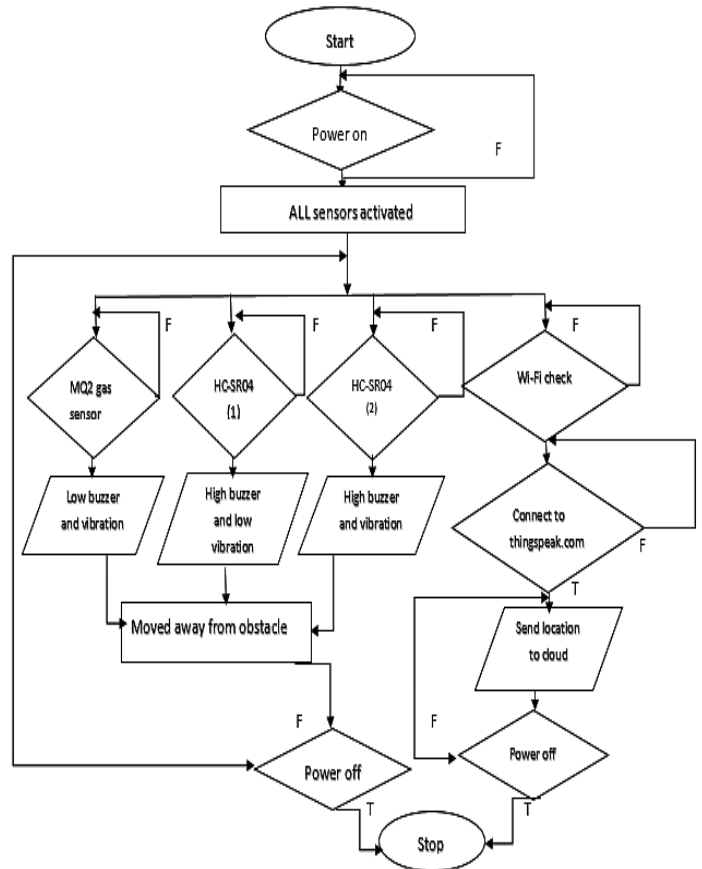 Start
Power on
F
ALL sensors activated
F
F
F
F
MQ2 gas
sensor
HC-SR04
(1)
HC-SR04
(2)
Wi-Fi check
Low buzzer
and vibration
High buzzer
and low
vibration
High buzzer
and vibration
Connect to
thingspeak.com
F
T
Moved away from obstacle
Send location
to cloud
F
F
Power off
Power off
T
T
Stop